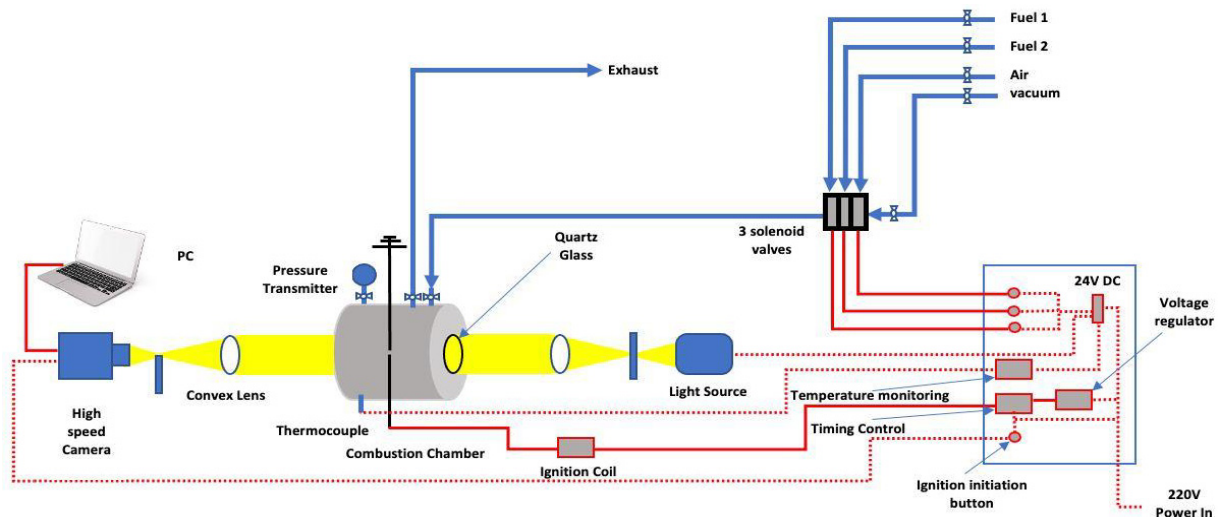 Fuel 1
Fuel 2
Air
vacuum
Exhaust
PC
Pressure
Transmitter
Quartz
Glass
3 solenoid
valves
24V DC
Voltage
regulator
High
speed
Camera
Convex Lens
Thermocouple
Combustion Chamber
Ignition Coil
Light Source
Temperature monitoring
Timing Control
Ignition initiation
button
220V
Power In